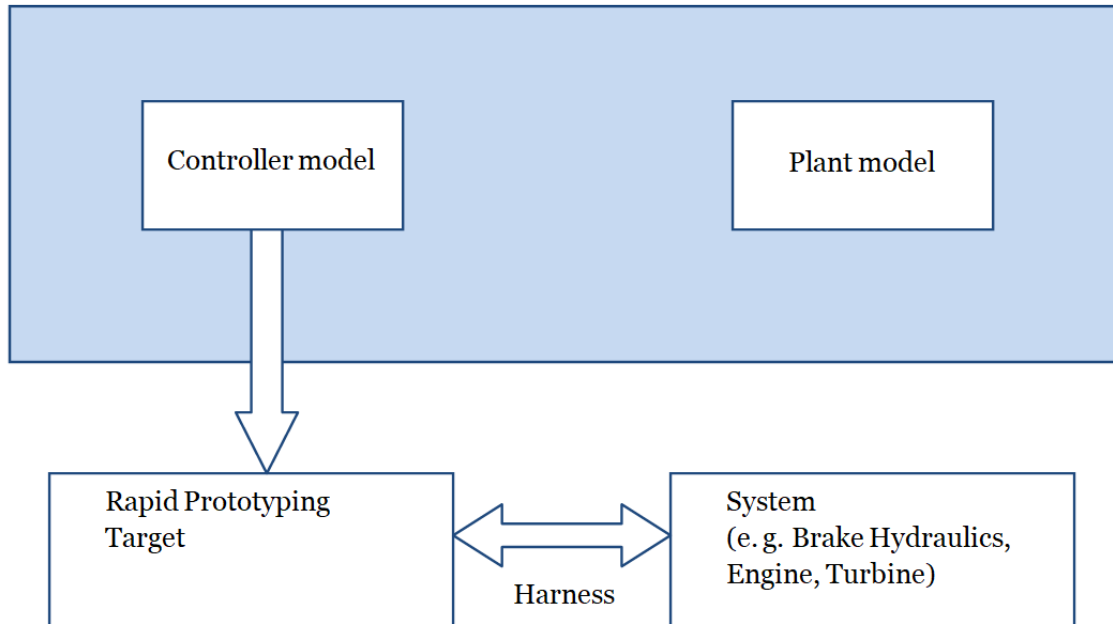 Controller model
Plant model
Rapid Prototyping
Target
Harness
System
(e. g. Brake Hydraulics,
Engine, Turbine)